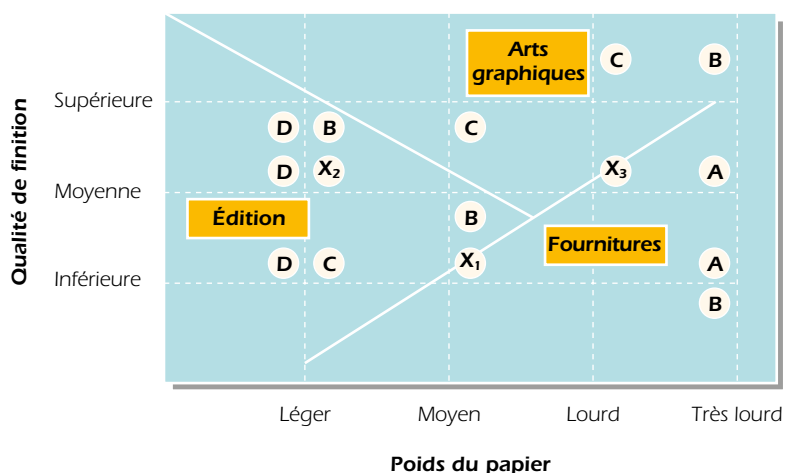 Arts
graphiques
C
B
Supérieure
D
B
C
D
X₂
X₃
A
Moyenne
Édition
B
Fournitures
D
C
X₁
A
Inférieure
B
Qualité de finition
Léger
Moyen
Lourd
Très lourd
Poids du papier